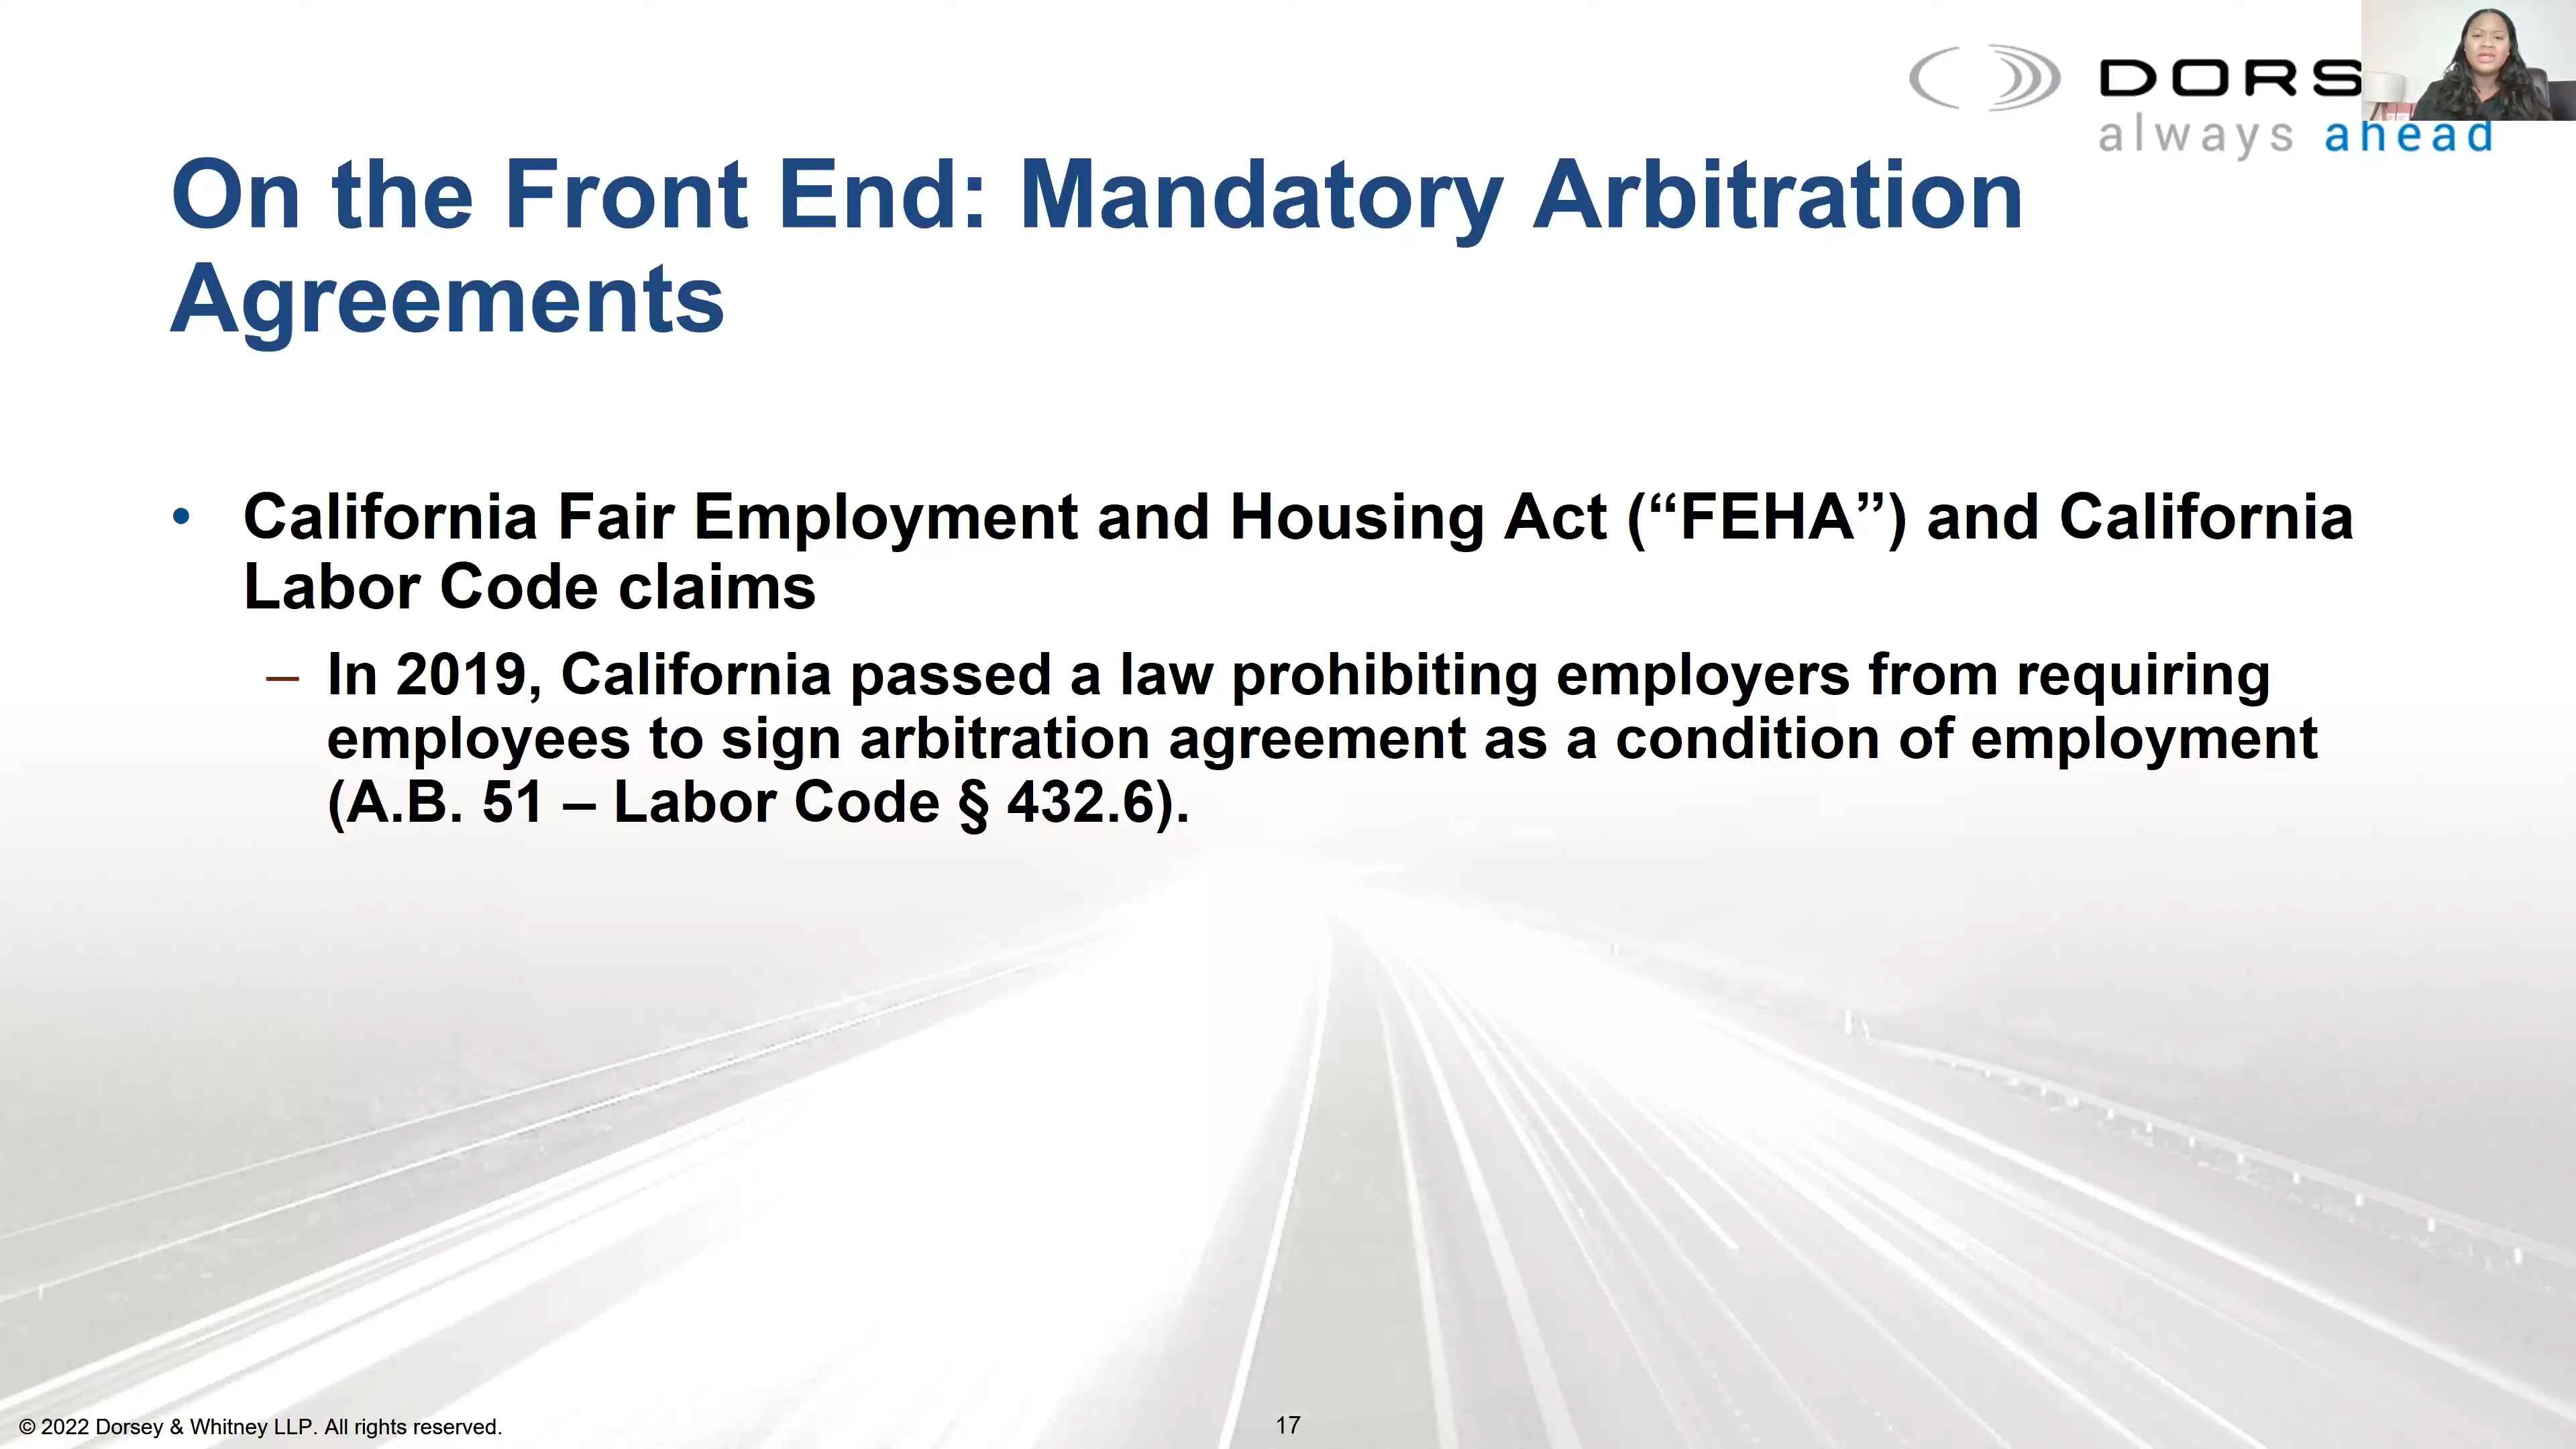 DORS
always ahead
On the Front End: Mandatory Arbitration
Agreements
• California Fair Employment and Housing Act (“FEHA”) and California
Labor Code claims
– In 2019, California passed a law prohibiting employers from requiring
employees to sign arbitration agreement as a condition of employment
(A.B. 51 – Labor Code § 432.6).
© 2022 Dorsey & Whitney LLP. All rights reserved.
17